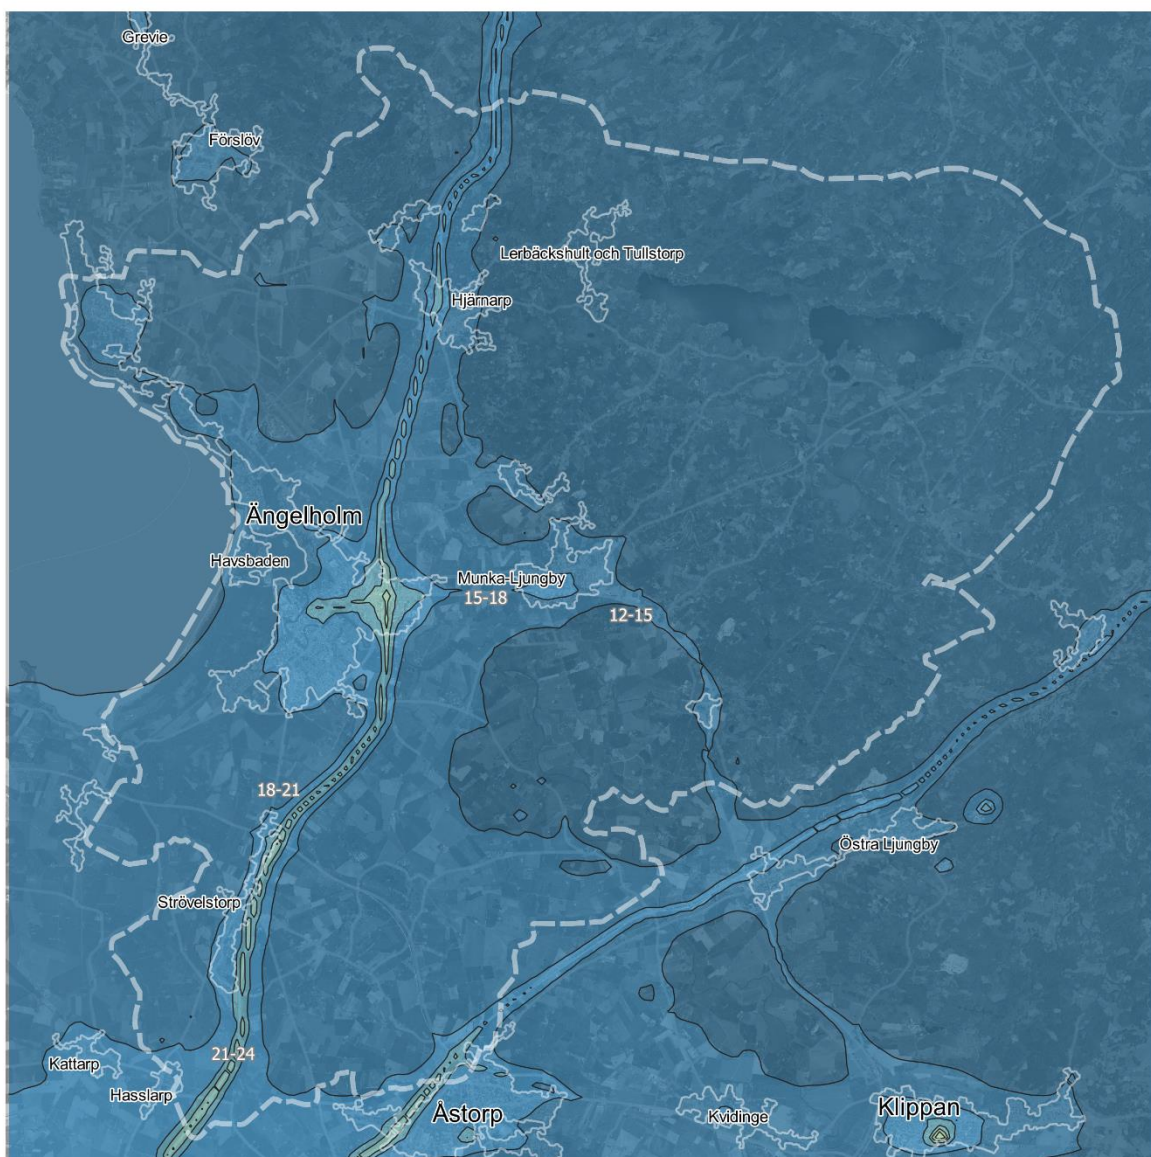 Grevie
Förslöv
Lerbäckshult och Tullstorp
Hjärnarp
Ängelholm
Havsbaden
Munka-Ljungby
15-18
12-15
18-21
Östra Ljungby
Strövelstorp
21-24
Kattarp
Hasslarp
Åstorp
Kvidinge
Klippan